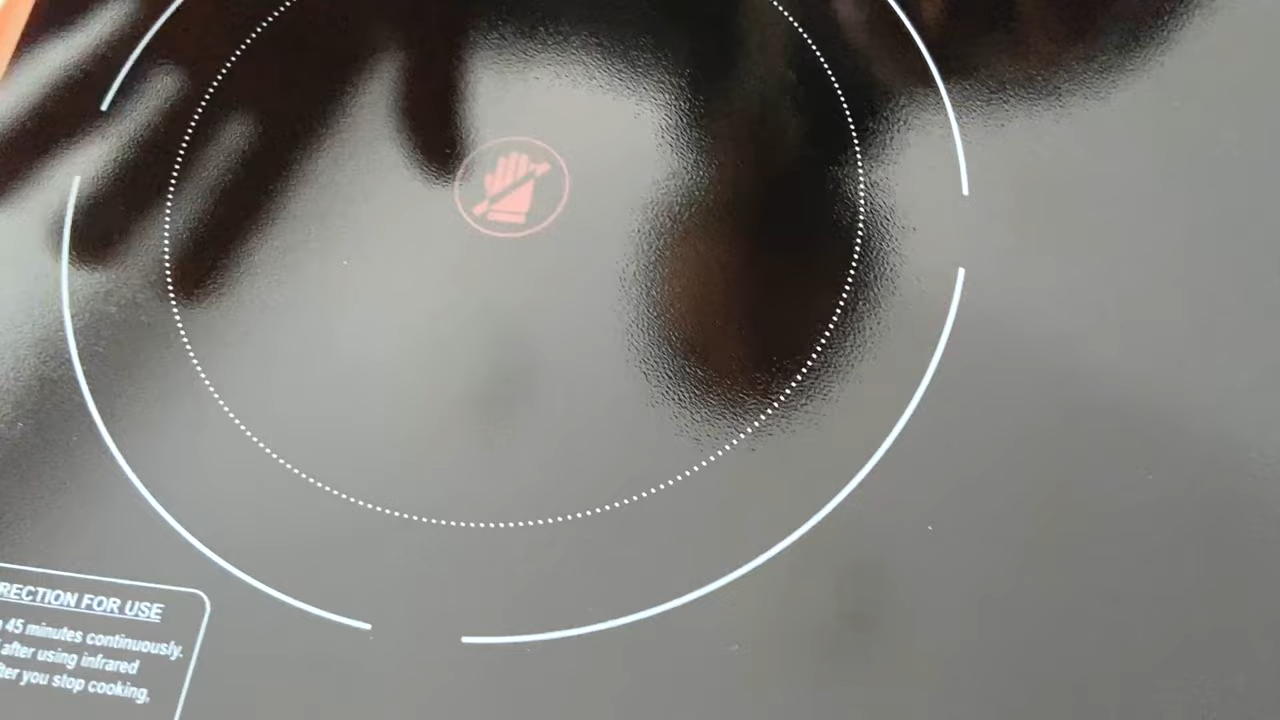 RECTION FOR USE
45 minutes continuously.
after using infrared
ter you stop cooking,